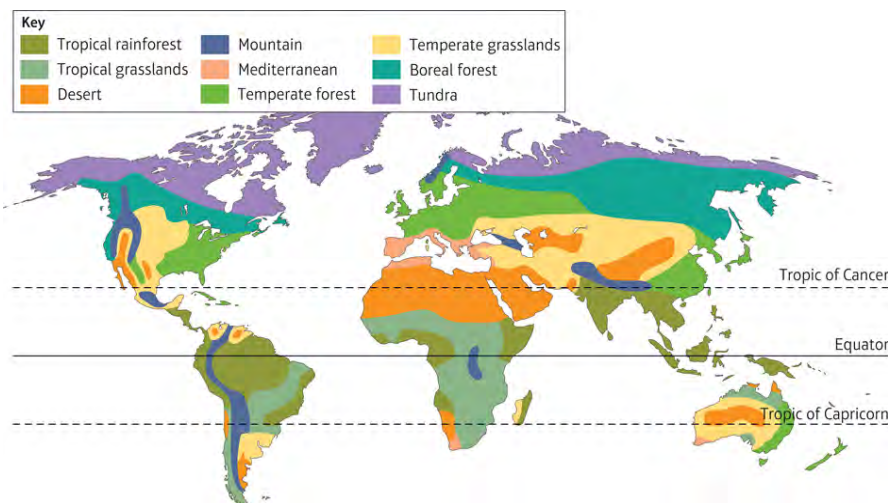 Key
Tropical rainforest
Mountain
Temperate grasslands
Tropical grasslands
Mediterranean
Boreal forest
Desert
Temperate forest
Tundra
Tropic of Cancer
Equator
Tropic of Capricorn